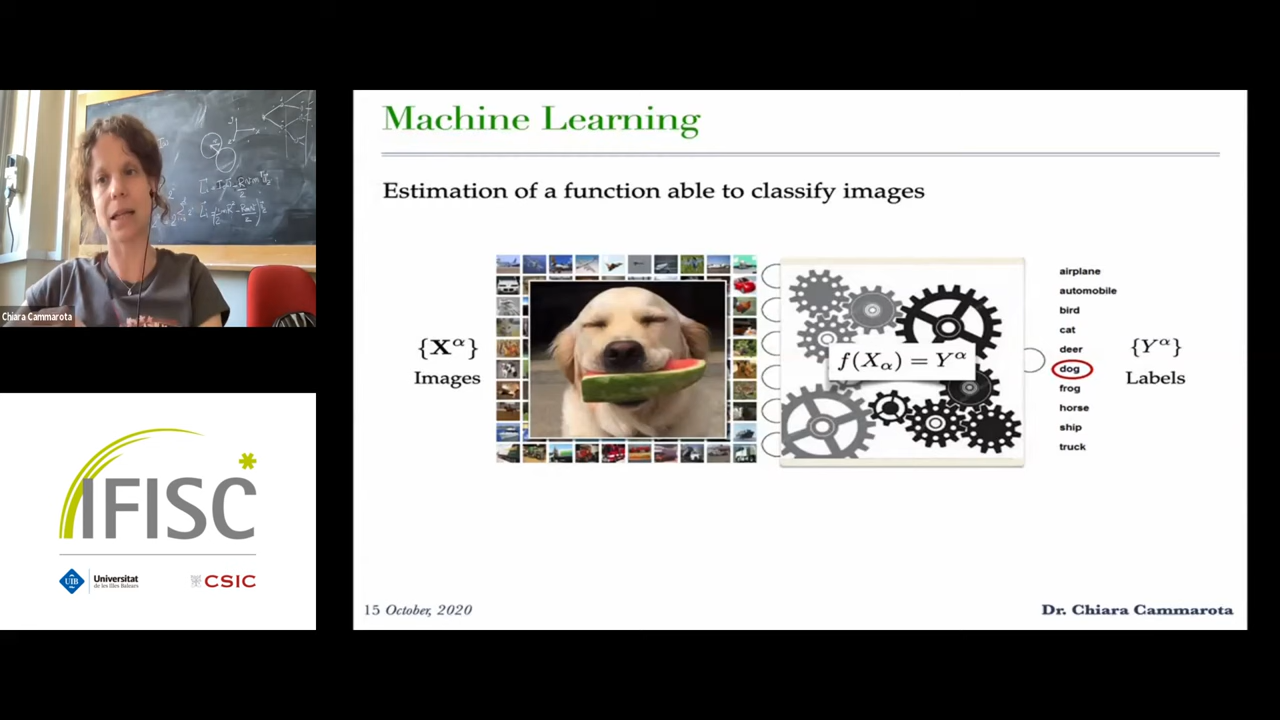 Machine Learning
Estimation of a function able to classify images
{X^α}
Images
f(X_α) = Y^α
airplane
automobile
bird
cat
deer
dog
frog
horse
ship
truck
{Y^α}
Labels
15 October, 2020
Dr. Chiara Cammarota
Chiara Cammarota
IFISC
UIB
Universitat
de les Illes Balears
CSIC